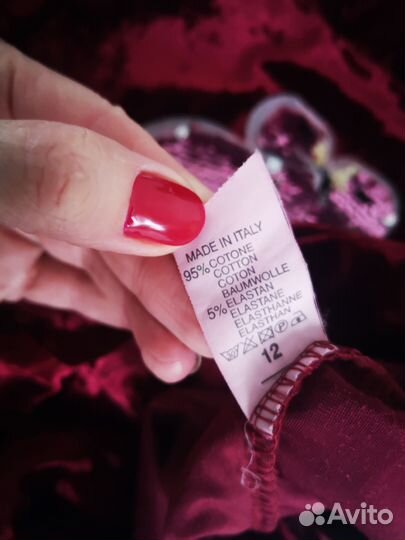 MADE IN ITALY
95% COTONE
COTTON
COTON
BAUMWOLLE
5% ELASTAN
ELASTANE
ELASTHANNE
ELASTHAN
12
Avito